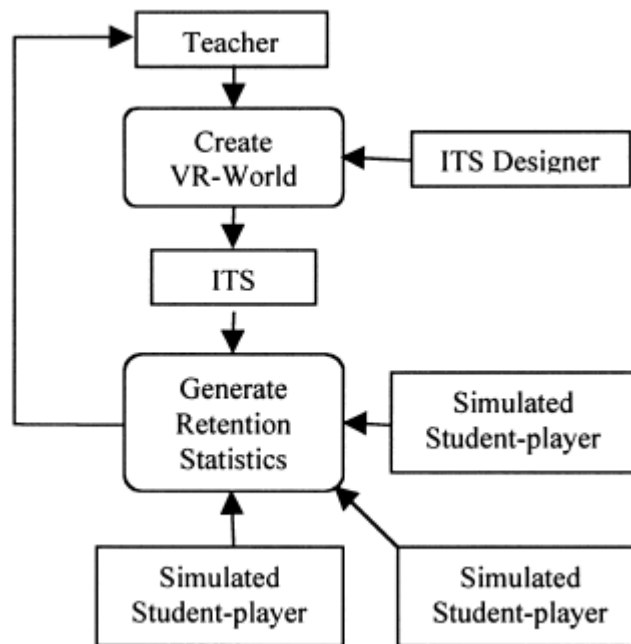 Teacher
Create
VR-World
ITS Designer
ITS
Generate
Retention
Statistics
Simulated
Student-player
Simulated
Student-player
Simulated
Student-player